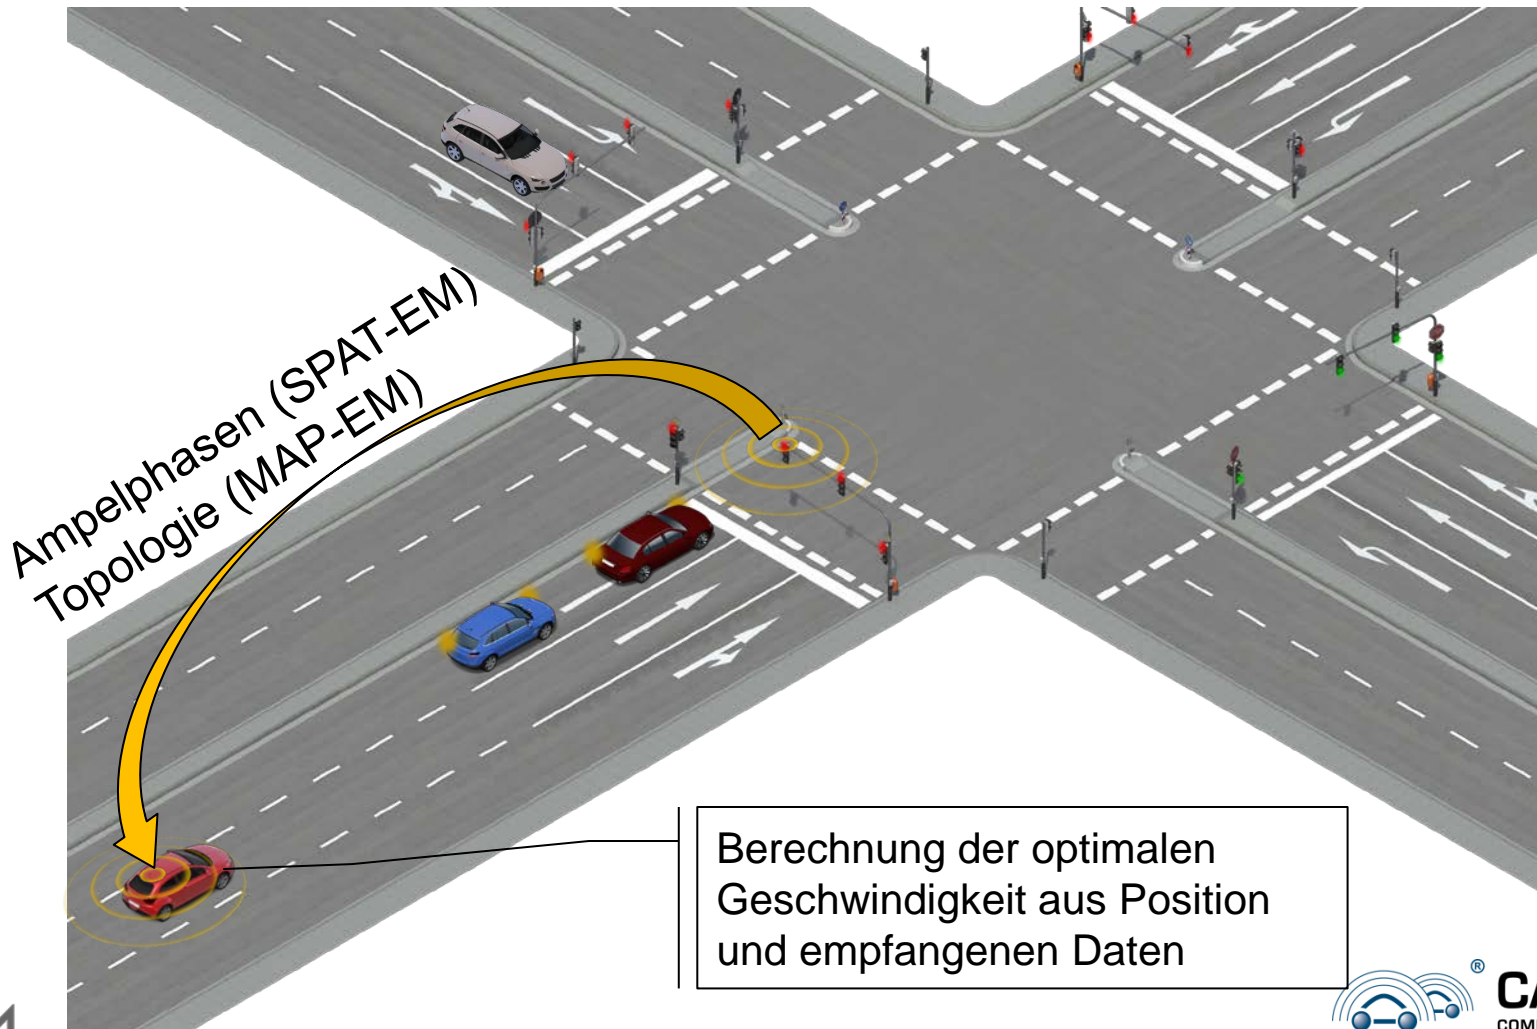 Ampelphasen (SPAT-EM)
Topologie (MAP-EM)
Berechnung der optimalen
Geschwindigkeit aus Position
und empfangenen Daten
®